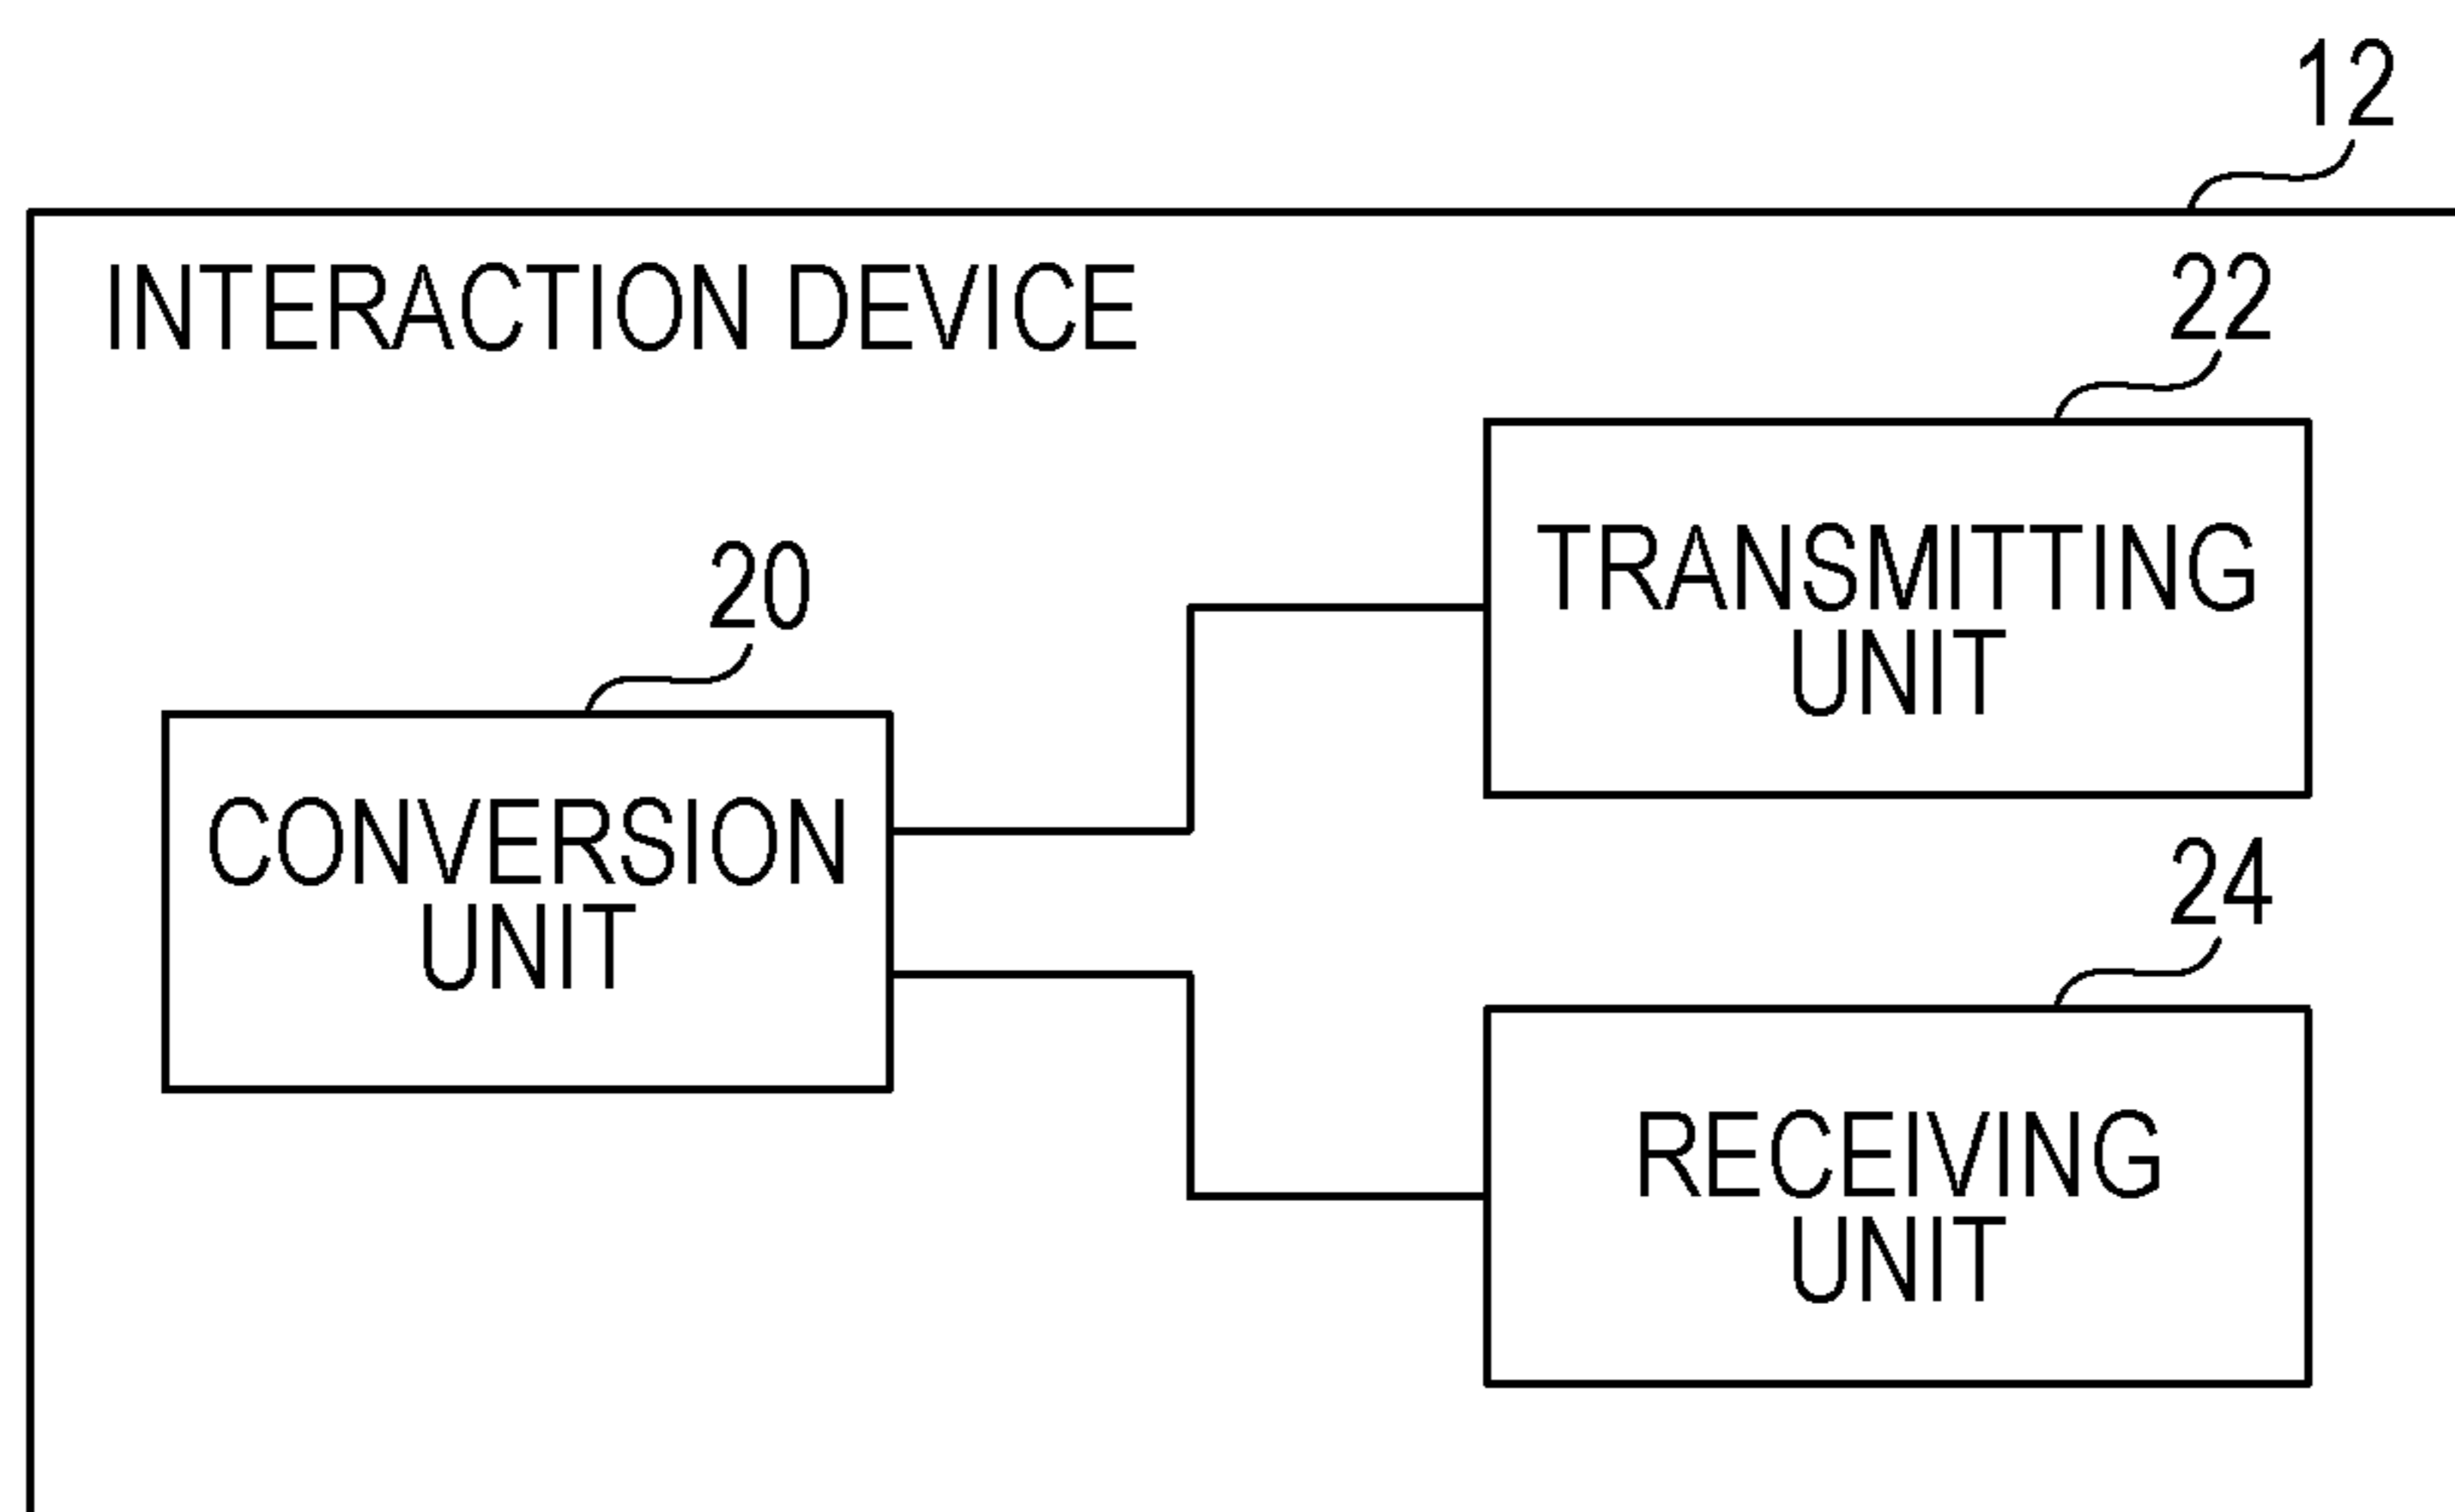 12
INTERACTION DEVICE
22
TRANSMITTING
UNIT
20
CONVERSION
UNIT
24
RECEIVING
UNIT